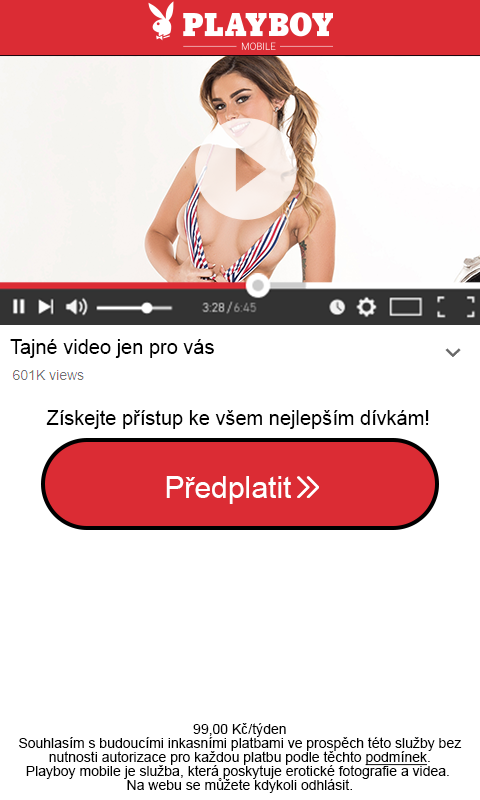 PLAYBOY
MOBILE
3:28/6:45
Tajné video jen pro vás
601K views
Získejte přístup ke všem nejlepším dívkám!
Předplatit
99,00 Kč/týden
Souhlasím s budoucími inkasními platbami ve prospěch této služby bez
nutnosti autorizace pro každou platbu podle těchto podmínek.
Playboy mobile je služba, která poskytuje erotické fotografie a videa.
Na webu se můžete kdykoli odhlásit.